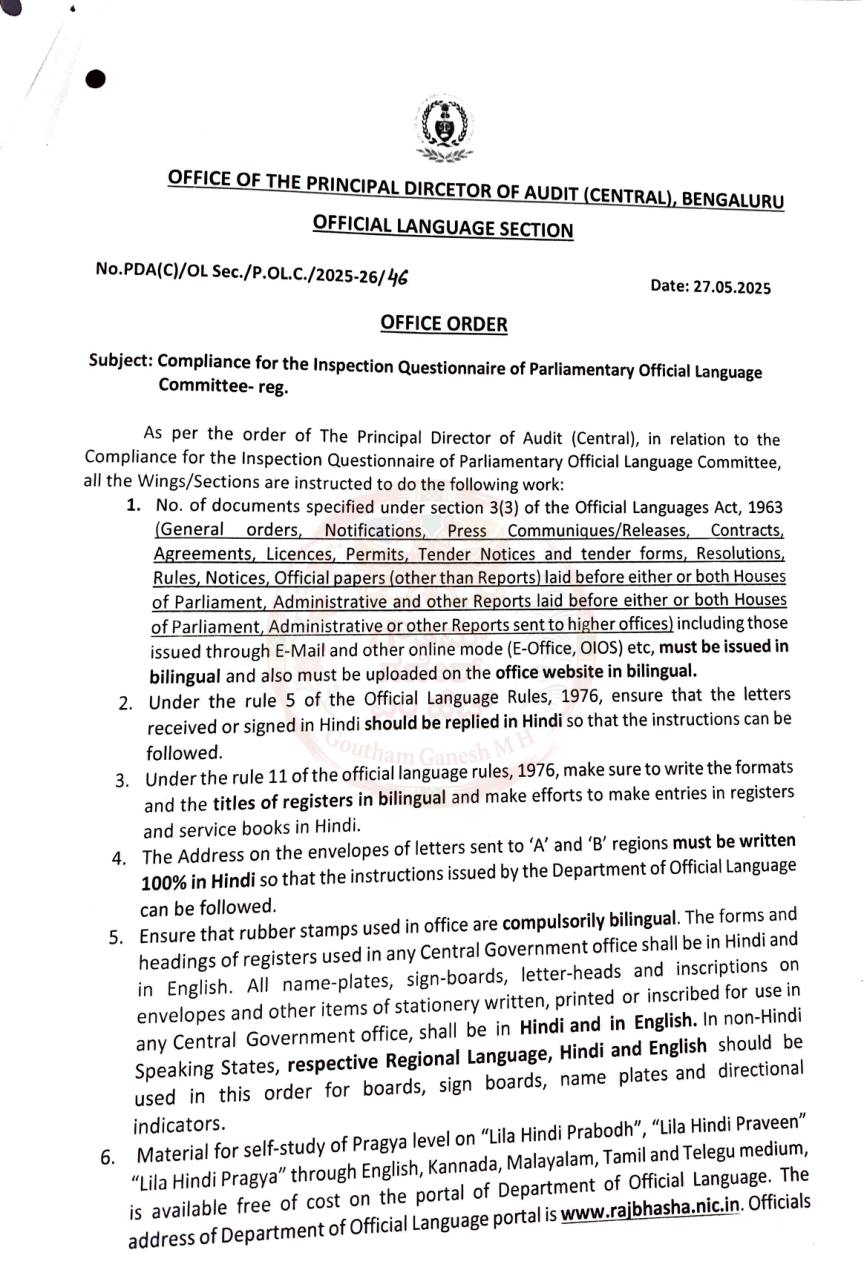 OFFICE OF THE PRINCIPAL DIRCETOR OF AUDIT (CENTRAL), BENGALURU
OFFICIAL LANGUAGE SECTION
No.PDA(C)/OL Sec./P.OL.C./2025-26/46
Date: 27.05.2025
OFFICE ORDER
Subject: Compliance for the Inspection Questionnaire of Parliamentary Official Language
Committee- reg.
As per the order of The Principal Director of Audit (Central), in relation to the
Compliance for the Inspection Questionnaire of Parliamentary Official Language Committee,
all the Wings/Sections are instructed to do the following work:
1. No. of documents specified under section 3(3) of the Official Languages Act, 1963
(General orders, Notifications, Press Communiques/Releases, Contracts,
Agreements, Licences, Permits, Tender Notices and tender forms, Resolutions,
Rules, Notices, Official papers (other than Reports) laid before either or both Houses
of Parliament, Administrative and other Reports laid before either or both Houses
of Parliament, Administrative or other Reports sent to higher offices) including those
issued through E-Mail and other online mode (E-Office, OIOS) etc, must be issued in
bilingual and also must be uploaded on the office website in bilingual.
2. Under the rule 5 of the Official Language Rules, 1976, ensure that the letters
received or signed in Hindi should be replied in Hindi so that the instructions can be
followed.
Goutham Ganesh M H
3. Under the rule 11 of the official language rules, 1976, make sure to write the formats
and the titles of registers in bilingual and make efforts to make entries in registers
and service books in Hindi.
4. The Address on the envelopes of letters sent to ‘A’ and ‘B’ regions must be written
100% in Hindi so that the instructions issued by the Department of Official Language
can be followed.
5. Ensure that rubber stamps used in office are compulsorily bilingual. The forms and
headings of registers used in any Central Government office shall be in Hindi and
in English. All name-plates, sign-boards, letter-heads and inscriptions on
envelopes and other items of stationery written, printed or inscribed for use in
any Central Government office, shall be in Hindi and in English. In non-Hindi
Speaking States, respective Regional Language, Hindi and English should be
used in this order for boards, sign boards, name plates and directional
indicators.
6. Material for self-study of Pragya level on “Lila Hindi Prabodh”, “Lila Hindi Praveen”
“Lila Hindi Pragya” through English, Kannada, Malayalam, Tamil and Telegu medium,
is available free of cost on the portal of Department of Official Language. The
address of Department of Official Language portal is www.rajbhasha.nic.in. Officials